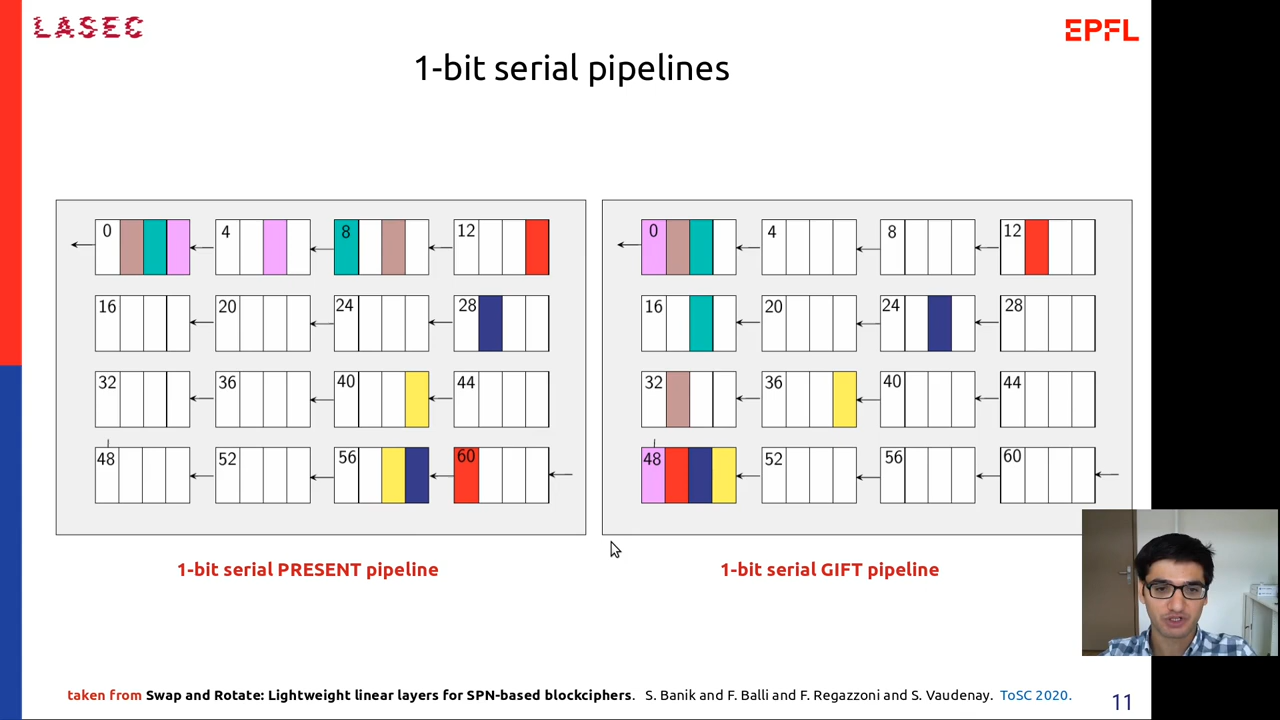 LASEC
EPFL
1-bit serial pipelines
0 4 8 12
16 20 24 28
32 36 40 44
48 52 56 60
0 4 8 12
16 20 24 28
32 36 40 44
48 52 56 60
1-bit serial PRESENT pipeline
1-bit serial GIFT pipeline
taken from Swap and Rotate: Lightweight linear layers for SPN-based blockciphers. S. Banik and F. Balli and F. Regazzoni and S. Vaudenay. ToSC 2020.
11